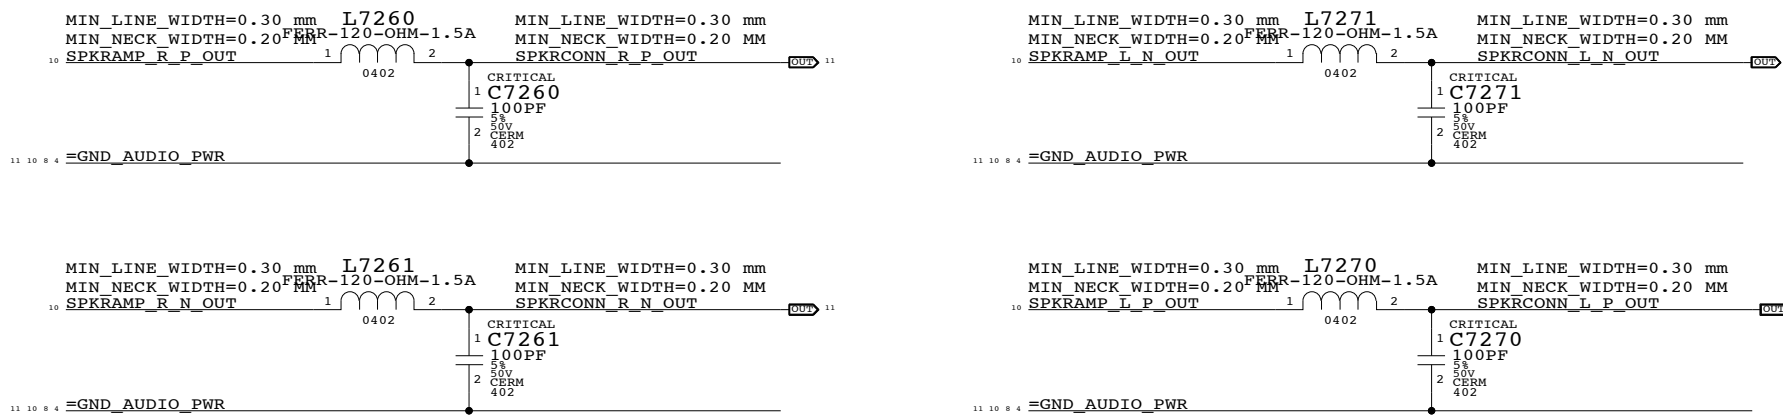 MIN_LINE_WIDTH=0.30 mm
L7260
MIN_LINE_WIDTH=0.30 mm
FERR-120-OHM-1.5A
MIN_NECK_WIDTH=0.20 MM
MIN_NECK_WIDTH=0.20 MM
10 SPKRAMP_R_P_OUT 1 2 SPKRCONN_R_P_OUT OUT 11
0402
CRITICAL
1 C7260
100PF
5%
50V
2 CERM
402
11 10 8 4 =GND_AUDIO_PWR
MIN_LINE_WIDTH=0.30 mm
L7271
MIN_LINE_WIDTH=0.30 mm
FERR-120-OHM-1.5A
MIN_NECK_WIDTH=0.20 MM
MIN_NECK_WIDTH=0.20 MM
10 SPKRAMP_L_N_OUT 1 2 SPKRCONN_L_N_OUT OUT
0402
CRITICAL
1 C7271
100PF
5%
50V
2 CERM
402
11 10 8 4 =GND_AUDIO_PWR
MIN_LINE_WIDTH=0.30 mm
L7261
MIN_LINE_WIDTH=0.30 mm
FERR-120-OHM-1.5A
MIN_NECK_WIDTH=0.20 MM
MIN_NECK_WIDTH=0.20 MM
10 SPKRAMP_R_N_OUT 1 2 SPKRCONN_R_N_OUT OUT 11
0402
CRITICAL
1 C7261
100PF
5%
50V
2 CERM
402
11 10 8 4 =GND_AUDIO_PWR
MIN_LINE_WIDTH=0.30 mm
L7270
MIN_LINE_WIDTH=0.30 mm
FERR-120-OHM-1.5A
MIN_NECK_WIDTH=0.20 MM
MIN_NECK_WIDTH=0.20 MM
10 SPKRAMP_L_P_OUT 1 2 SPKRCONN_L_P_OUT OUT
0402
CRITICAL
1 C7270
100PF
5%
50V
2 CERM
402
11 10 8 4 =GND_AUDIO_PWR